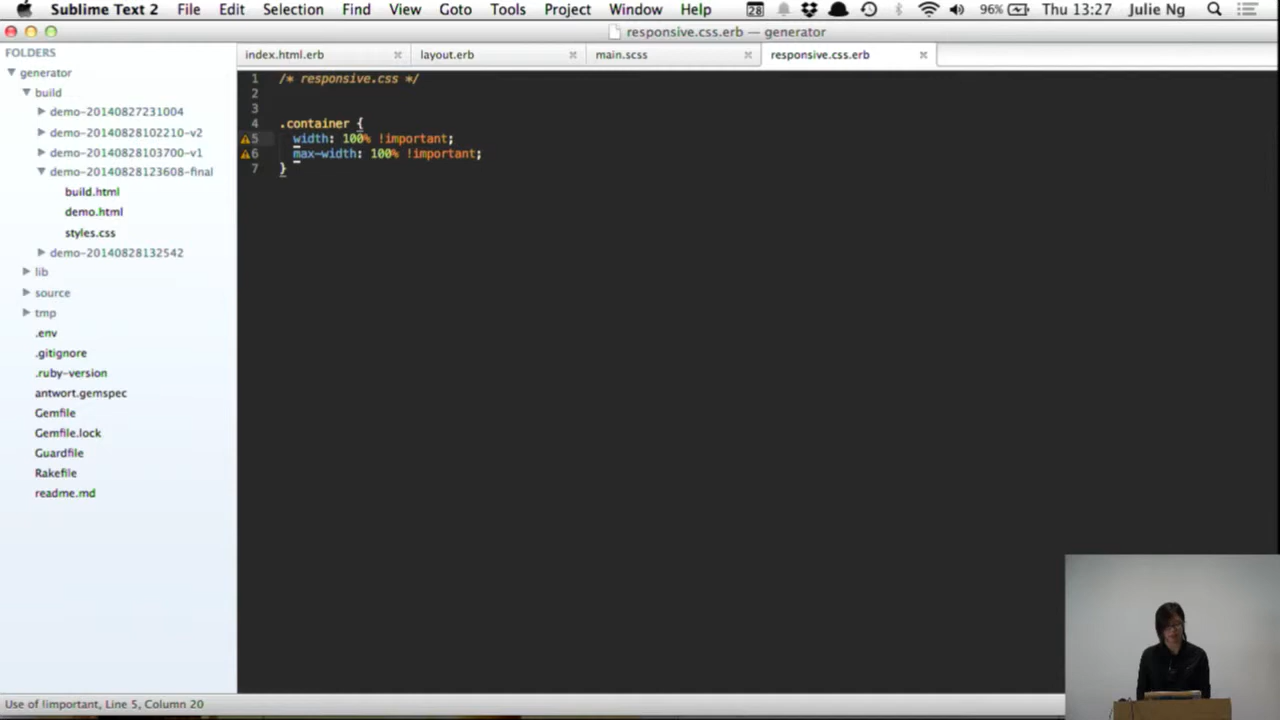 Sublime Text 2 File Edit Selection Find View Goto Tools Project Window Help 28 96% Thu 13:27 Julie Ng
responsive.css.erb — generator
FOLDERS
generator
build
demo-20140827231004
demo-20140828102210-v2
demo-20140828103700-v1
demo-20140828123608-final
build.html
demo.html
styles.css
demo-20140828132542
lib
source
tmp
.env
.gitignore
.ruby-version
antwort.gemspec
Gemfile
Gemfile.lock
Guardfile
Rakefile
readme.md
index.html.erb layout.erb main.scss responsive.css.erb
1 /* responsive.css */
2
3
4 .container {
5 width: 100% !important;
6 max-width: 100% !important;
7 }
Use of !important, Line 5, Column 20